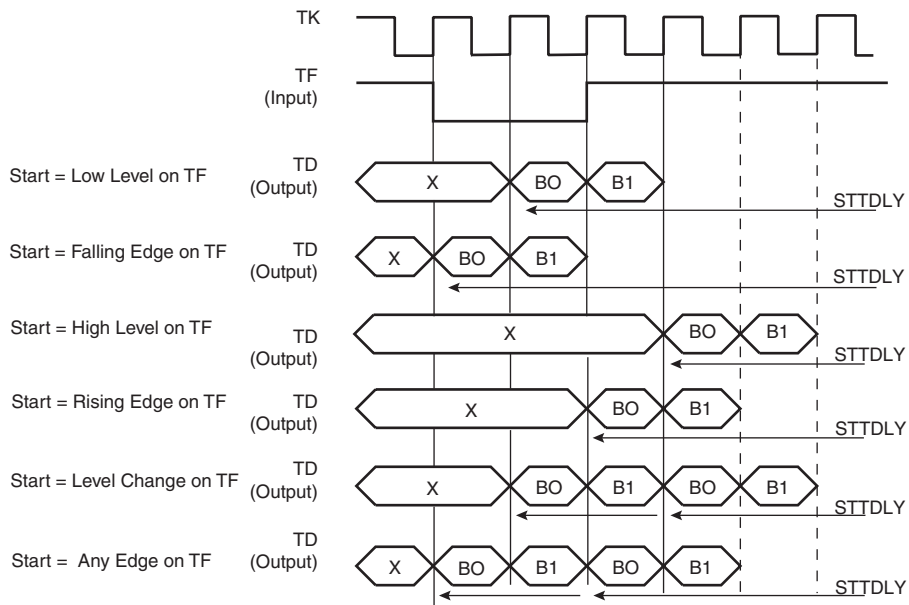 TK
TF
(Input)
TD
(Output)
Start = Low Level on TF
X
BO
B1
STTDLY
TD
(Output)
Start = Falling Edge on TF
X
BO
B1
STTDLY
TD
(Output)
Start = High Level on TF
X
BO
B1
STTDLY
TD
(Output)
Start = Rising Edge on TF
X
BO
B1
STTDLY
TD
(Output)
Start = Level Change on TF
X
BO
B1
BO
B1
STTDLY
TD
(Output)
Start = Any Edge on TF
X
BO
B1
BO
B1
STTDLY